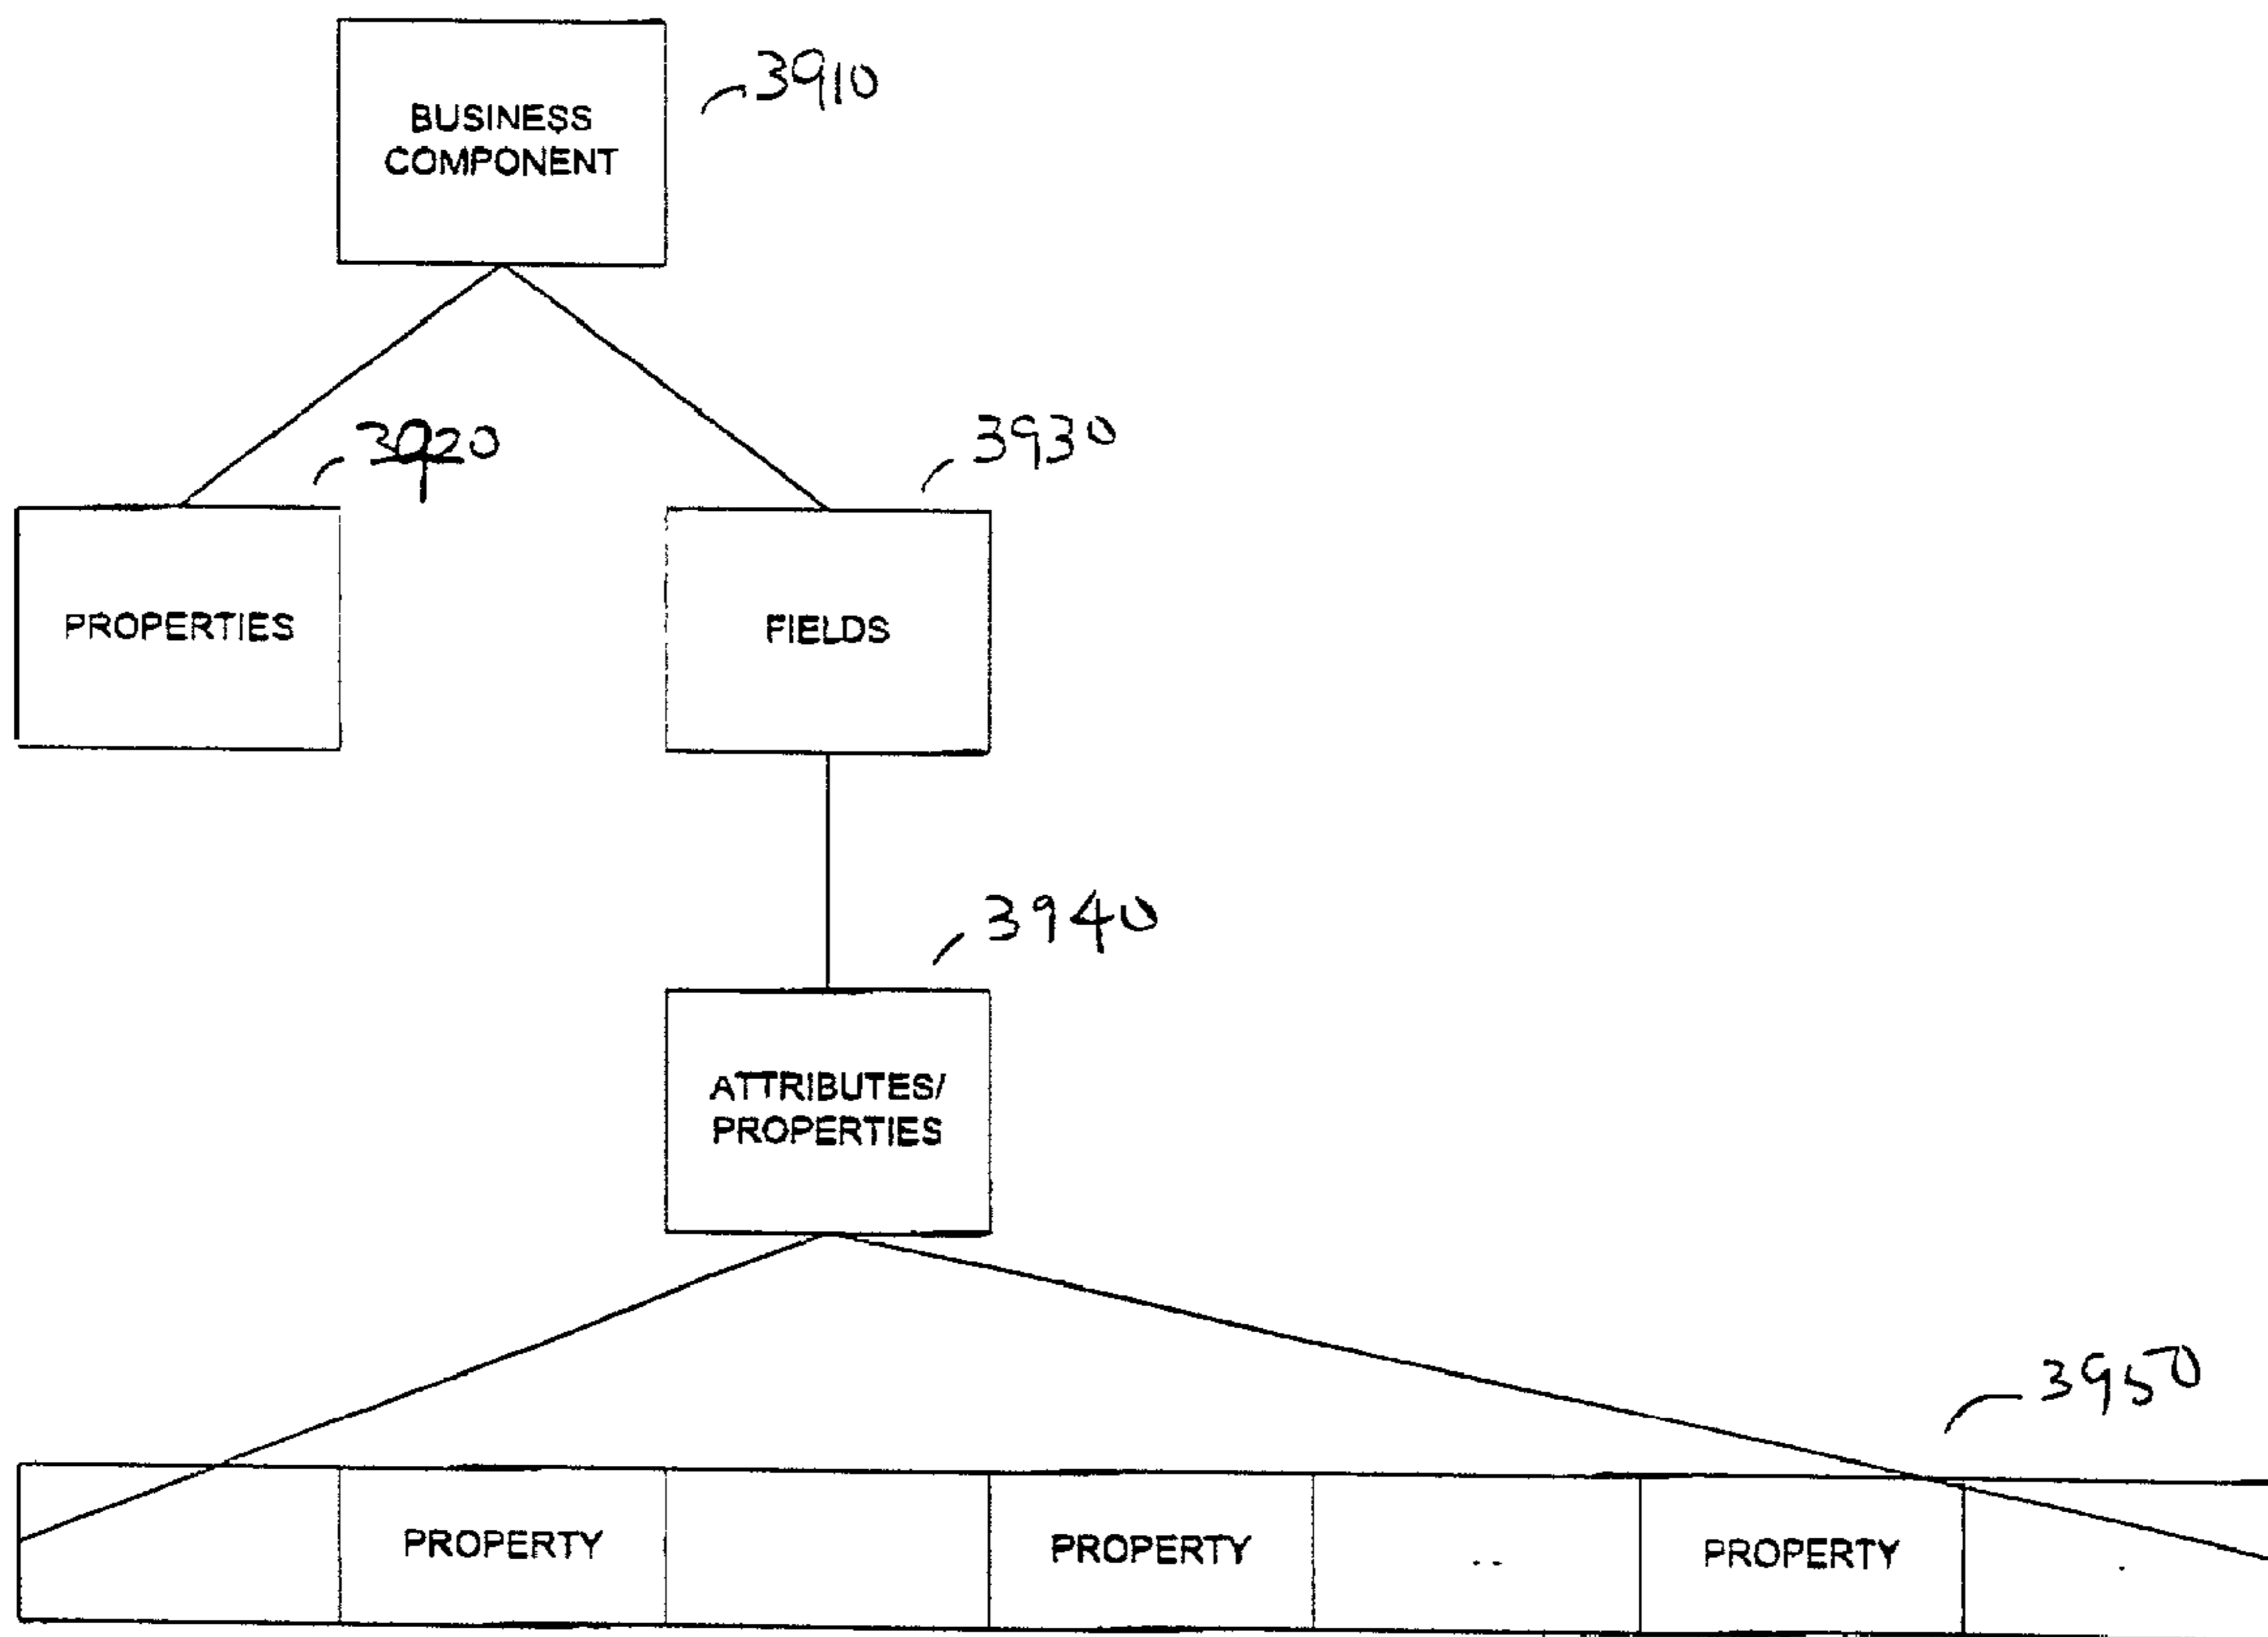 BUSINESS
COMPONENT
3910
3920
3930
PROPERTIES
FIELDS
3940
ATTRIBUTES/
PROPERTIES
3950
PROPERTY
PROPERTY
--
PROPERTY